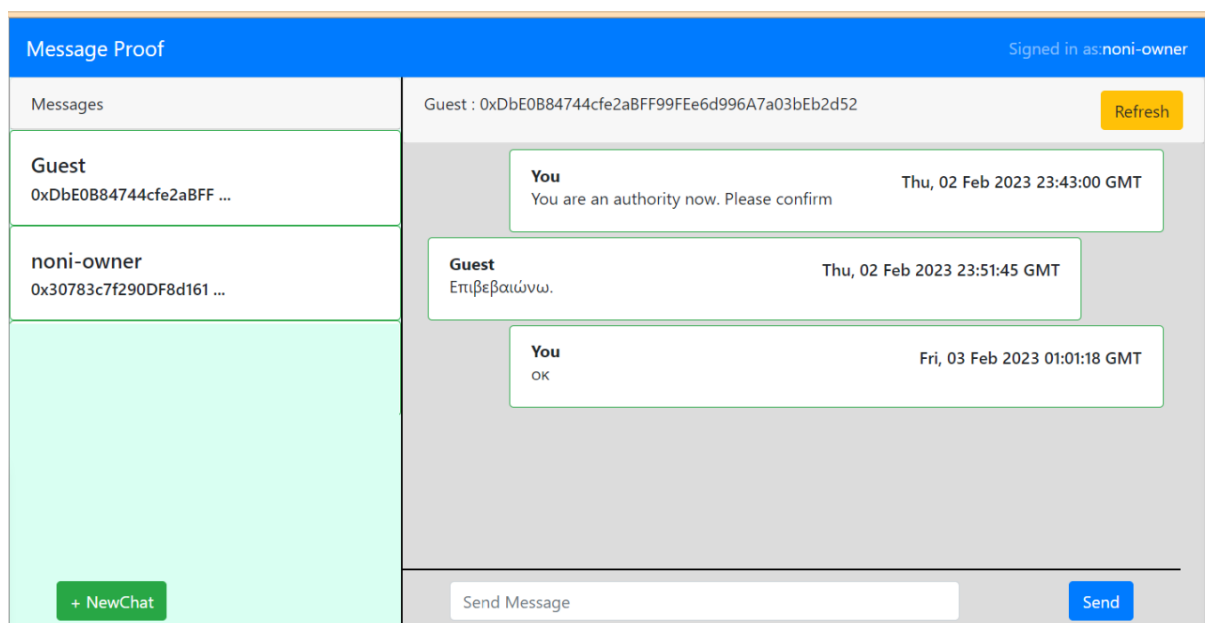 Message Proof
Signed in as:noni-owner
Messages
Guest
0xDbE0B84744cfe2aBFF ...
noni-owner
0x30783c7f290DF8d161 ...
+ NewChat
Guest : 0xDbE0B84744cfe2aBFF99FEe6d996A7a03bEb2d52
Refresh
You
Thu, 02 Feb 2023 23:43:00 GMT
You are an authority now. Please confirm
Guest
Thu, 02 Feb 2023 23:51:45 GMT
Επιβεβαιώνω.
You
Fri, 03 Feb 2023 01:01:18 GMT
οκ
Send Message
Send